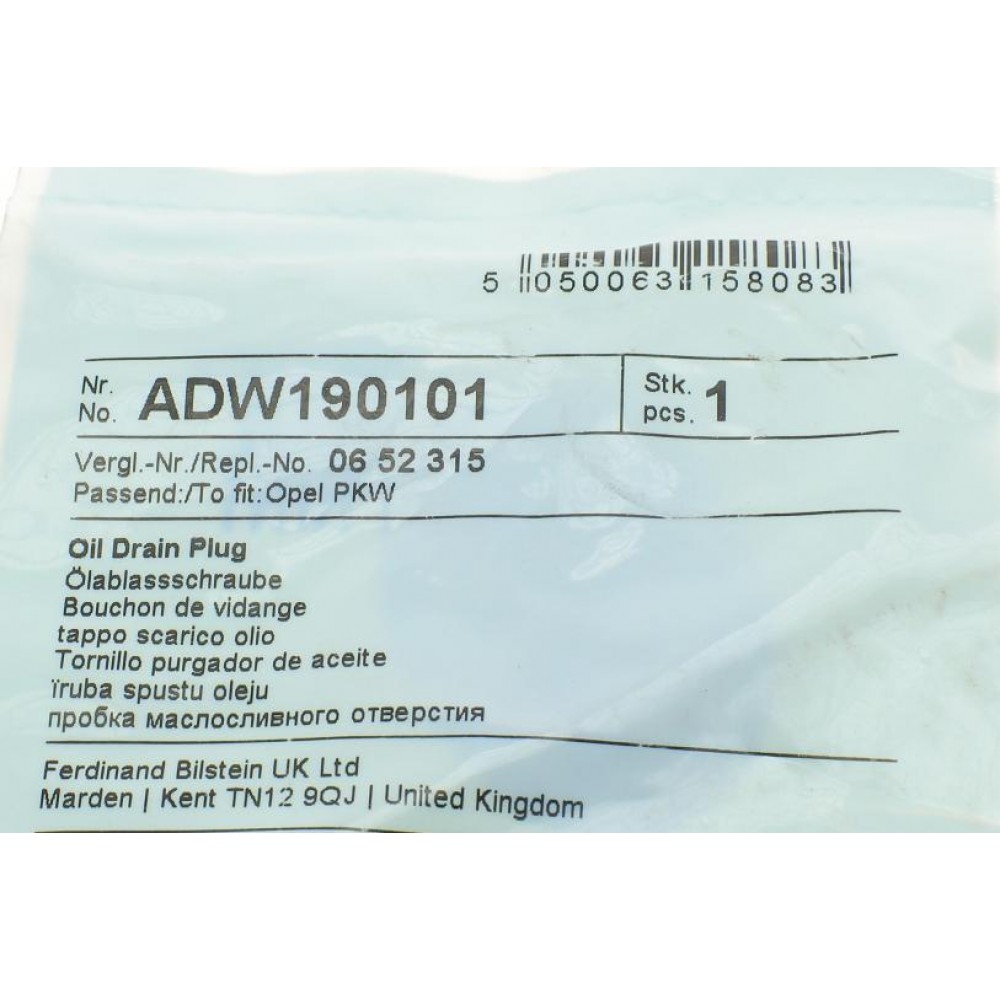 5 050063 158083
Nr.
No. ADW190101
Stk.
pcs. 1
Vergl.-Nr./Repl.-No. 06 52 315
Passend:/To fit: Opel PKW
Oil Drain Plug
Ölablassschraube
Bouchon de vidange
tappo scarico olio
Tornillo purgador de aceite
ïruba spustu oleju
пробка маслосливного отверстия
Ferdinand Bilstein UK Ltd
Marden | Kent TN12 9QJ | United Kingdom